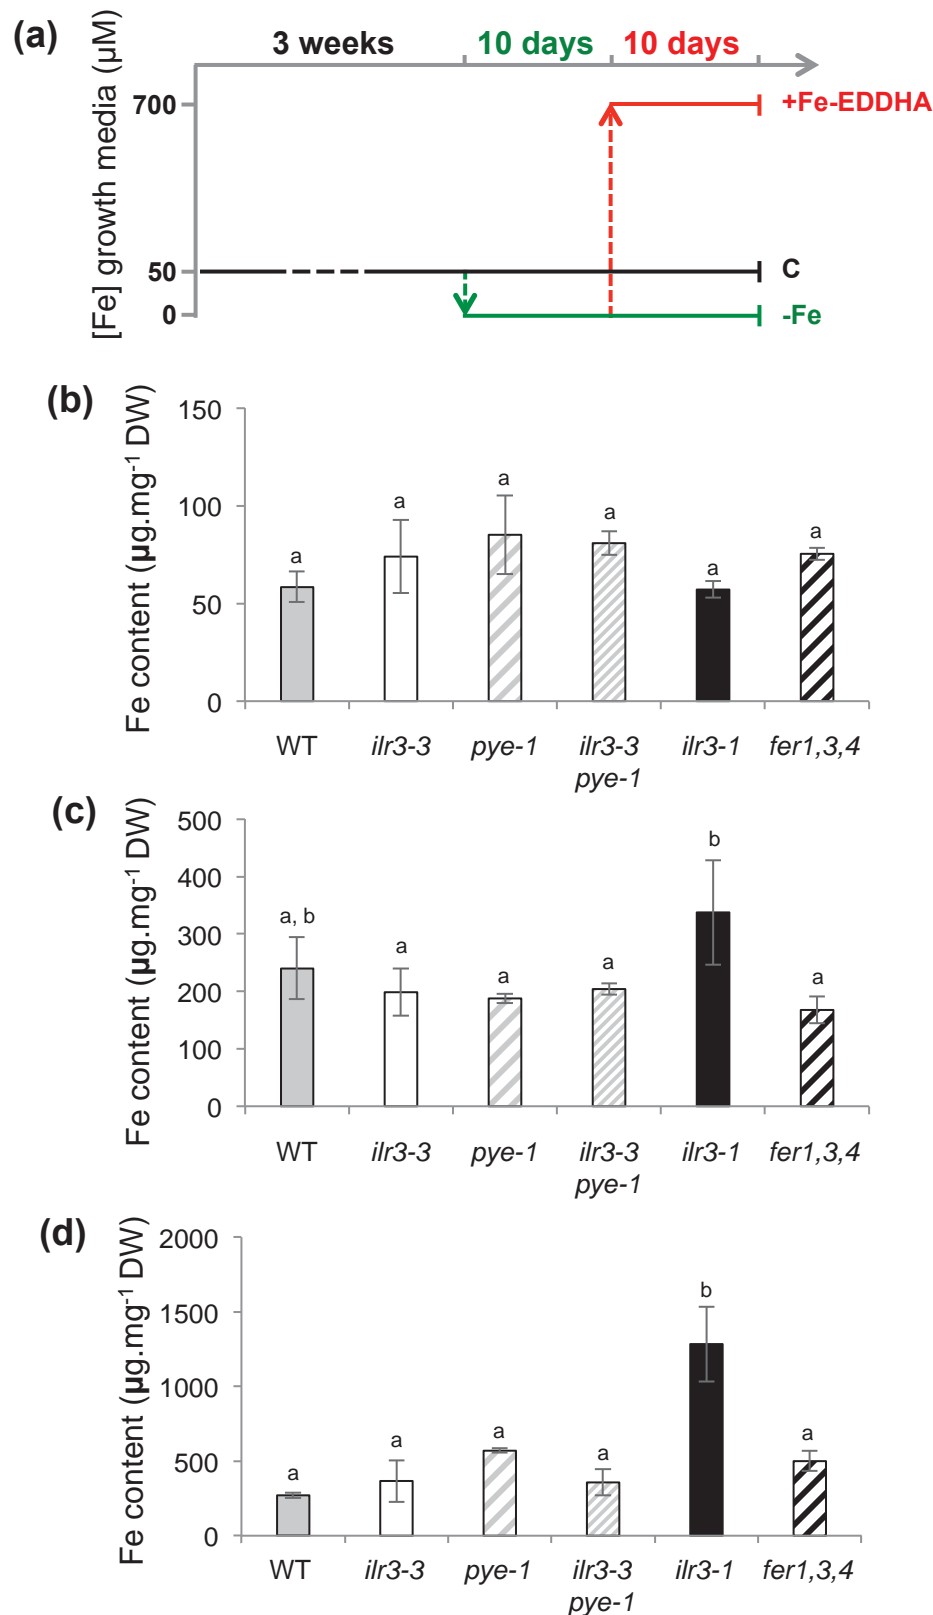 (a)
3 weeks 10 days 10 days
[Fe] growth media (µM)
700
50
0
+Fe-EDDHA
C
-Fe
(b)
Fe content (µg.mg⁻¹ DW)
150
100
50
0
a a a a a a
WT ilr3-3 pye-1 ilr3-3 ilr3-1 fer1,3,4
pye-1
(c)
Fe content (µg.mg⁻¹ DW)
500
400
300
200
100
0
a, b a a a b a
WT ilr3-3 pye-1 ilr3-3 ilr3-1 fer1,3,4
pye-1
(d)
Fe content (µg.mg⁻¹ DW)
2000
1500
1000
500
0
a a a a b a
WT ilr3-3 pye-1 ilr3-3 ilr3-1 fer1,3,4
pye-1